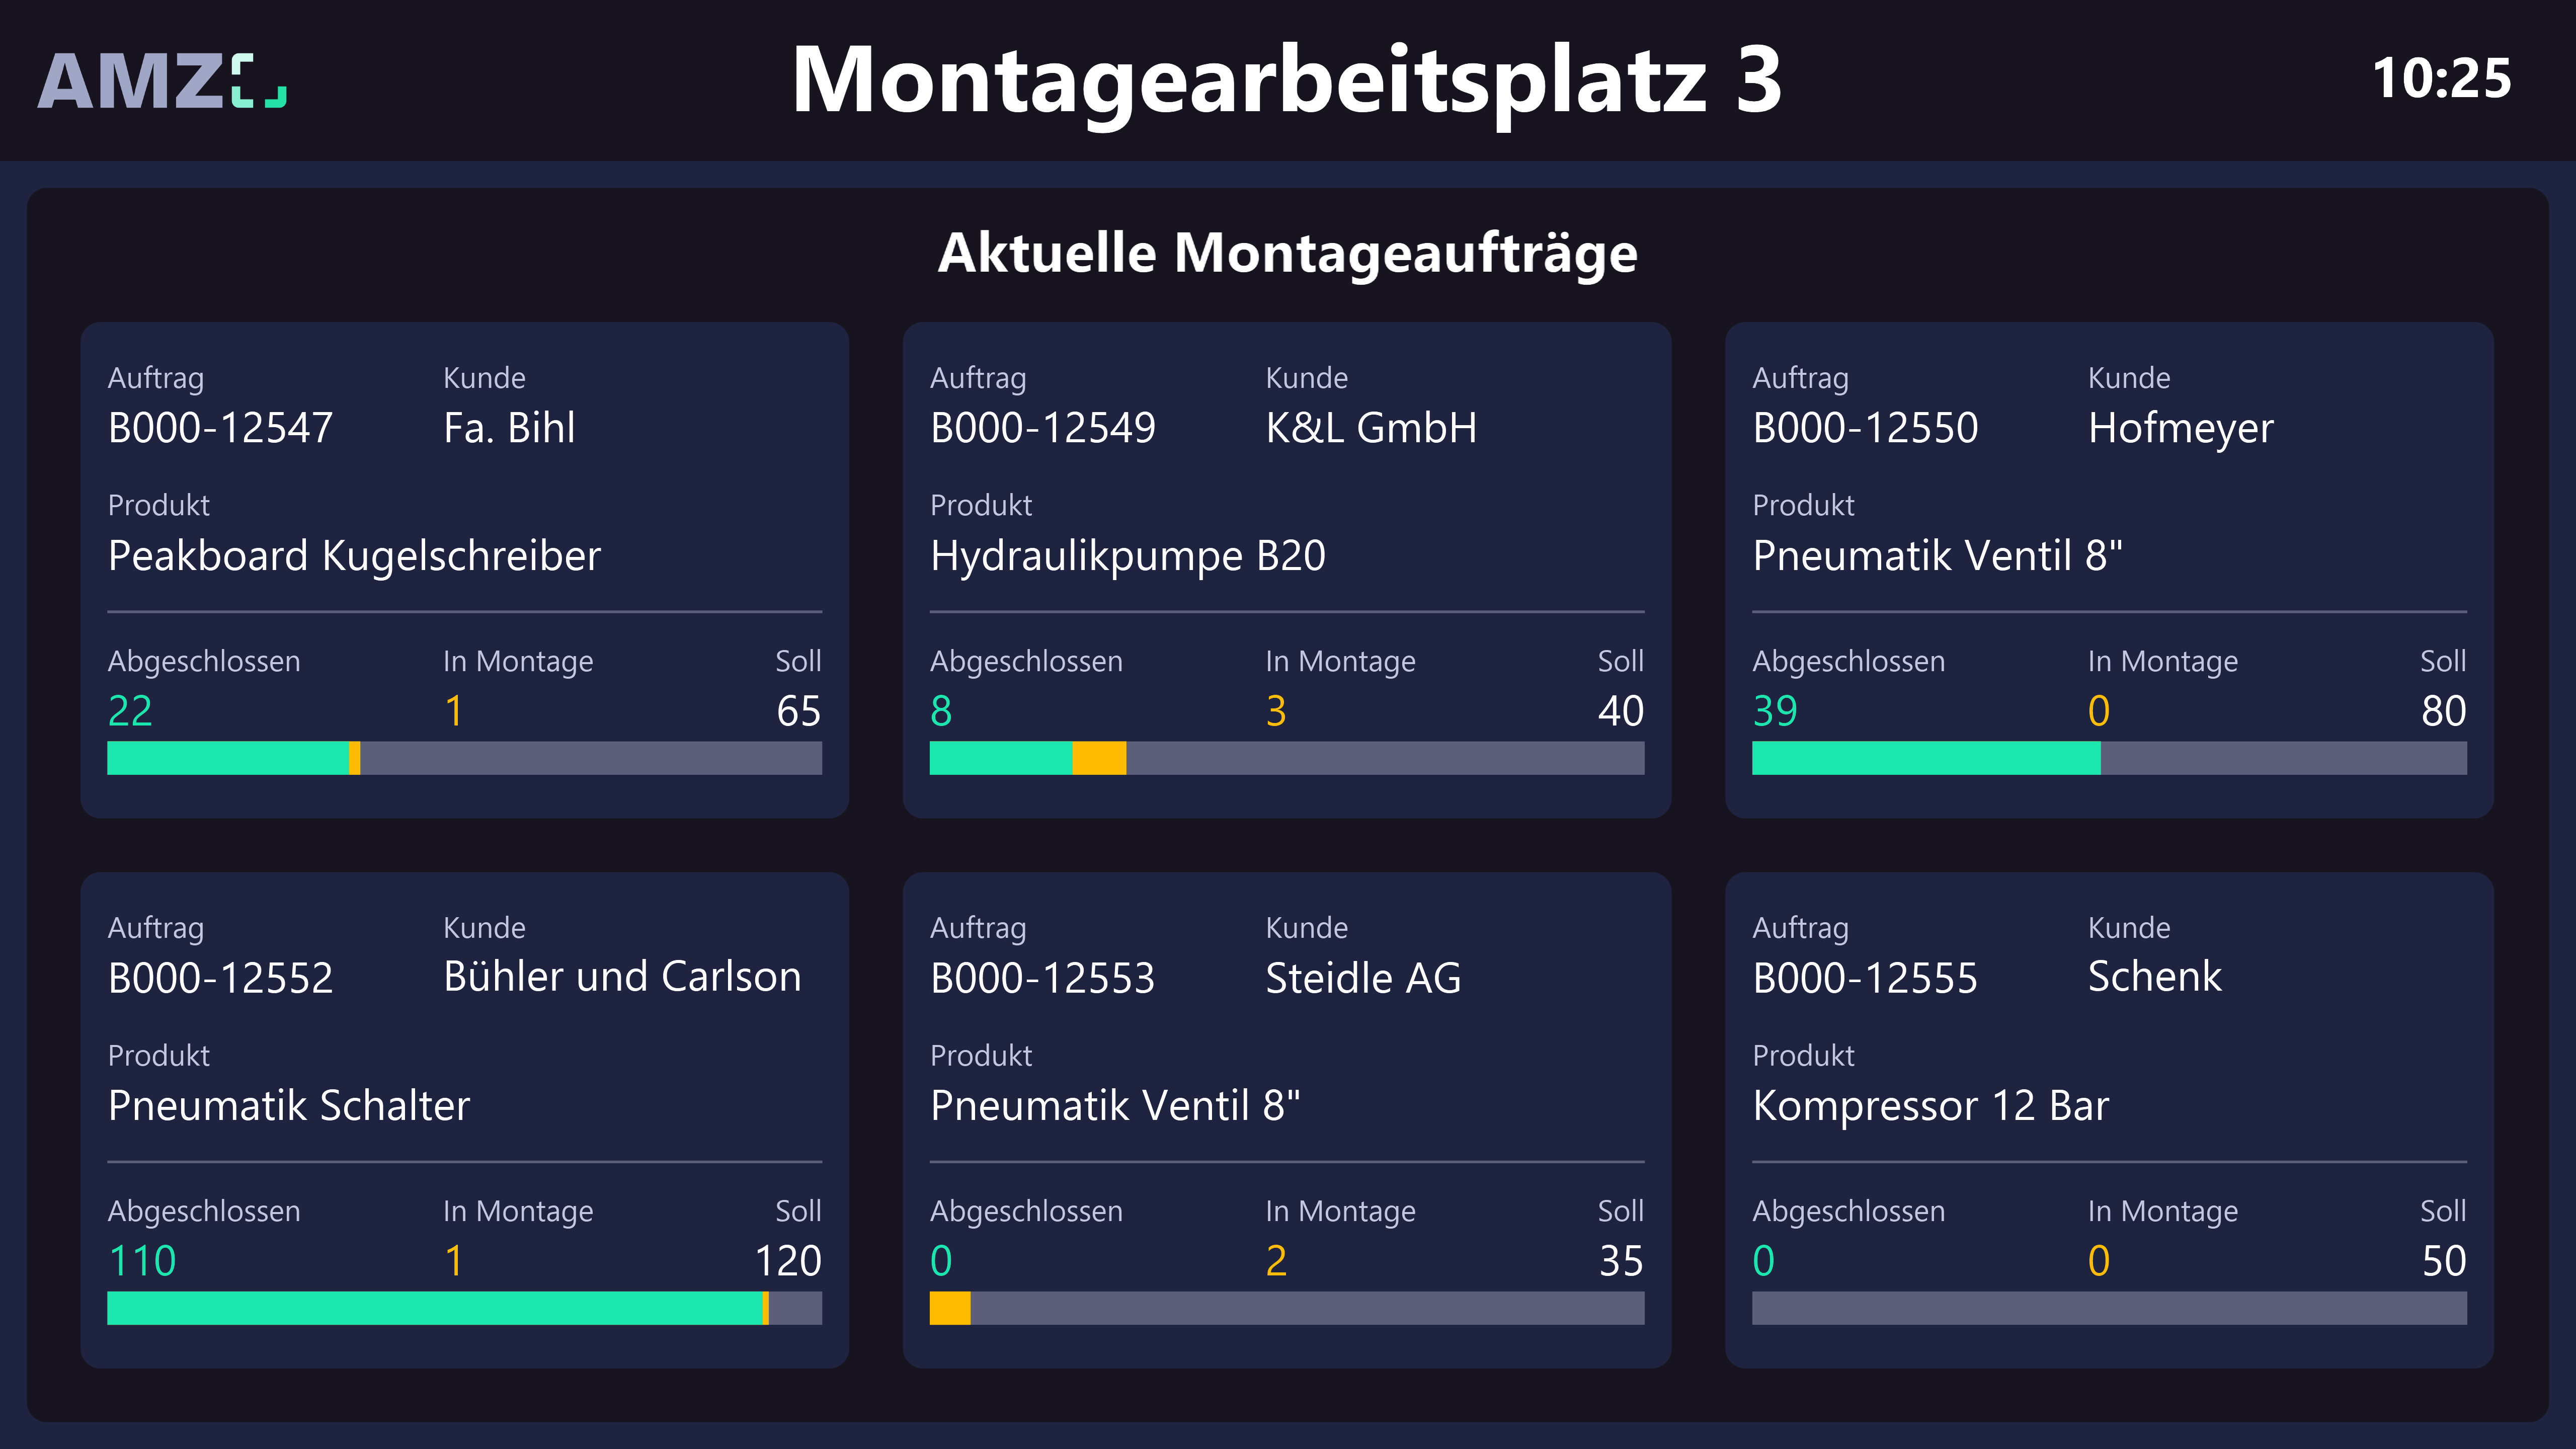 AMZ
Montagearbeitsplatz 3
10:25
Aktuelle Montageaufträge
Auftrag Kunde
B000-12547 Fa. Bihl
Produkt
Peakboard Kugelschreiber
Abgeschlossen In Montage Soll
22 1 65
Auftrag Kunde
B000-12549 K&L GmbH
Produkt
Hydraulikpumpe B20
Abgeschlossen In Montage Soll
8 3 40
Auftrag Kunde
B000-12550 Hofmeyer
Produkt
Pneumatik Ventil 8"
Abgeschlossen In Montage Soll
39 0 80
Auftrag Kunde
B000-12552 Bühler und Carlson
Produkt
Pneumatik Schalter
Abgeschlossen In Montage Soll
110 1 120
Auftrag Kunde
B000-12553 Steidle AG
Produkt
Pneumatik Ventil 8"
Abgeschlossen In Montage Soll
0 2 35
Auftrag Kunde
B000-12555 Schenk
Produkt
Kompressor 12 Bar
Abgeschlossen In Montage Soll
0 0 50